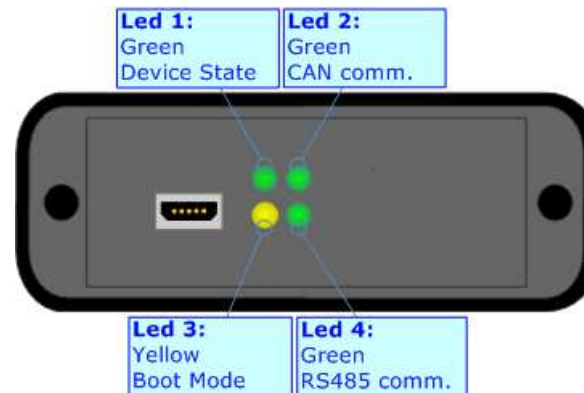 Led 1:
Green
Device State
Led 2:
Green
CAN comm.
Led 3:
Yellow
Boot Mode
Led 4:
Green
RS485 comm.